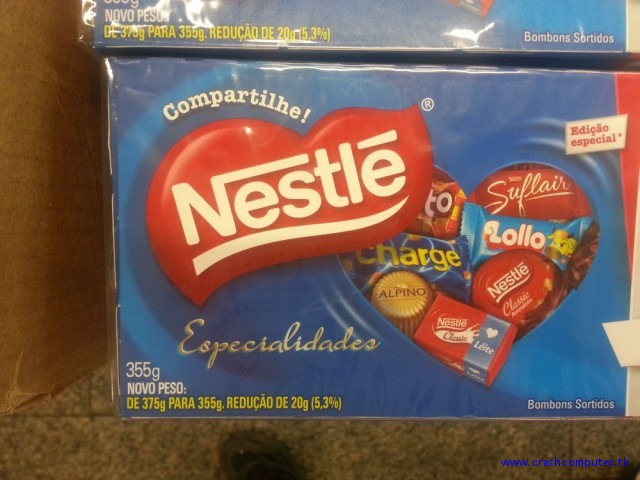 NOVO PESO:
DE 375g PARA 355g. REDUÇÃO DE 20g (5,3%)
Bombons Sortidos
Compartilhe!
®
Nestlé
Edição
especial*
Suflair
Lollo
Charge
ALPINO
Nestlé
Classic
Nestlé
Classic
Leite
Especialidades
355g
NOVO PESO:
DE 375g PARA 355g. REDUÇÃO DE 20g (5,3%)
Bombons Sortidos
www.crashcomputer.tk